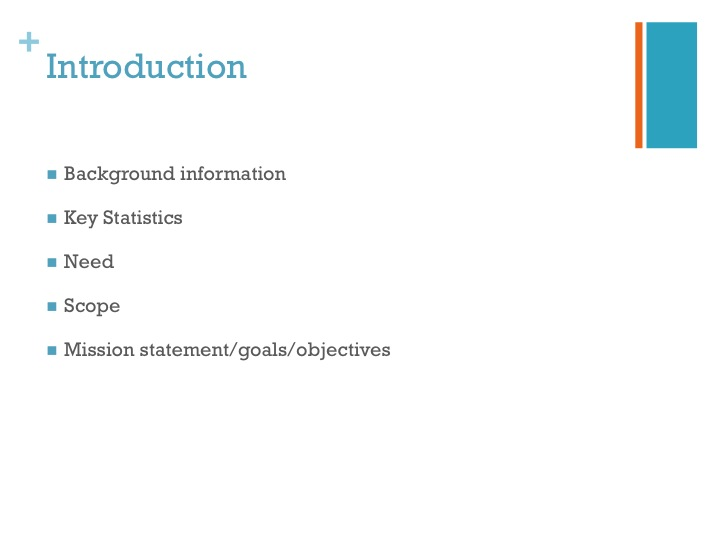 +
Introduction
Background information
Key Statistics
Need
Scope
Mission statement/goals/objectives